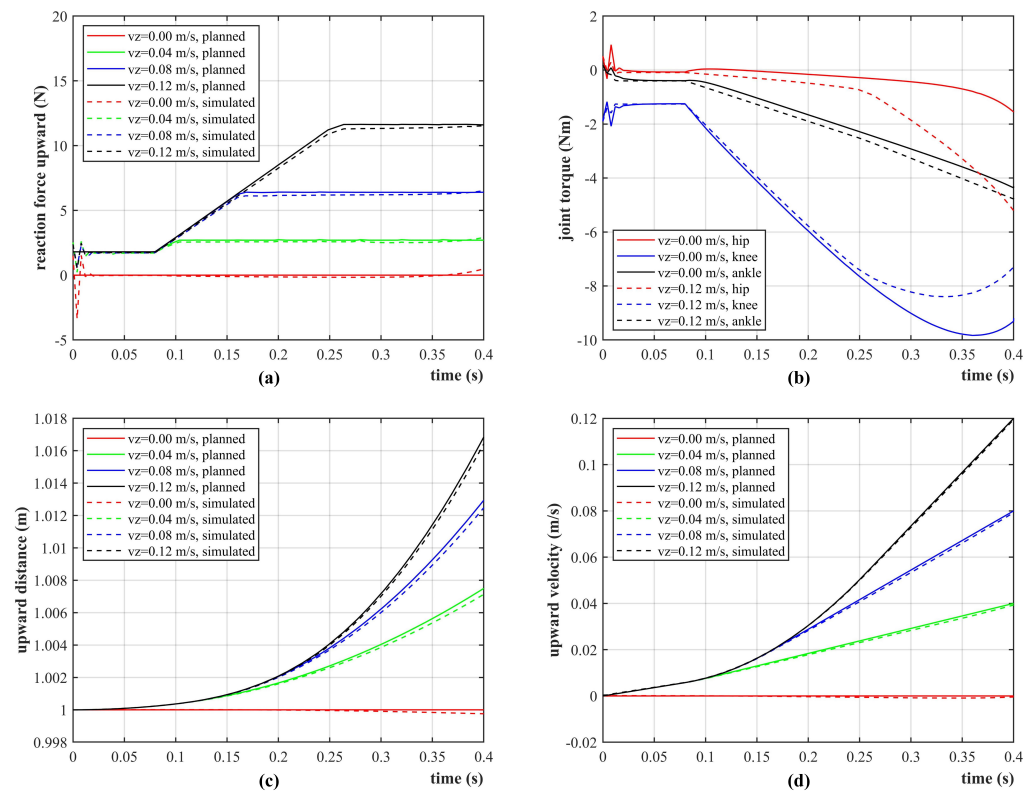 20
15
10
5
0
-5
reaction force upward (N)
vz=0.00 m/s, planned
vz=0.04 m/s, planned
vz=0.08 m/s, planned
vz=0.12 m/s, planned
vz=0.00 m/s, simulated
vz=0.04 m/s, simulated
vz=0.08 m/s, simulated
vz=0.12 m/s, simulated
0 0.05 0.1 0.15 0.2 0.25 0.3 0.35 0.4
time (s)
(a)
2
0
-2
-4
-6
-8
-10
joint torque (Nm)
vz=0.00 m/s, hip
vz=0.00 m/s, knee
vz=0.00 m/s, ankle
vz=0.12 m/s, hip
vz=0.12 m/s, knee
vz=0.12 m/s, ankle
0 0.05 0.1 0.15 0.2 0.25 0.3 0.35 0.4
time (s)
(b)
1.018
1.016
1.014
1.012
1.01
1.008
1.006
1.004
1.002
1
0.998
upward distance (m)
vz=0.00 m/s, planned
vz=0.04 m/s, planned
vz=0.08 m/s, planned
vz=0.12 m/s, planned
vz=0.00 m/s, simulated
vz=0.04 m/s, simulated
vz=0.08 m/s, simulated
vz=0.12 m/s, simulated
0 0.05 0.1 0.15 0.2 0.25 0.3 0.35 0.4
time (s)
(c)
0.12
0.1
0.08
0.06
0.04
0.02
0
-0.02
upward velocity (m/s)
vz=0.00 m/s, planned
vz=0.04 m/s, planned
vz=0.08 m/s, planned
vz=0.12 m/s, planned
vz=0.00 m/s, simulated
vz=0.04 m/s, simulated
vz=0.08 m/s, simulated
vz=0.12 m/s, simulated
0 0.05 0.1 0.15 0.2 0.25 0.3 0.35 0.4
time (s)
(d)